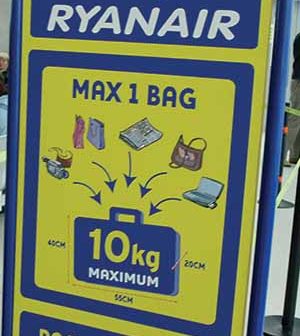 RYANAIR
MAX 1 BAG
10kg
MAXIMUM
40CM
20CM
55CM